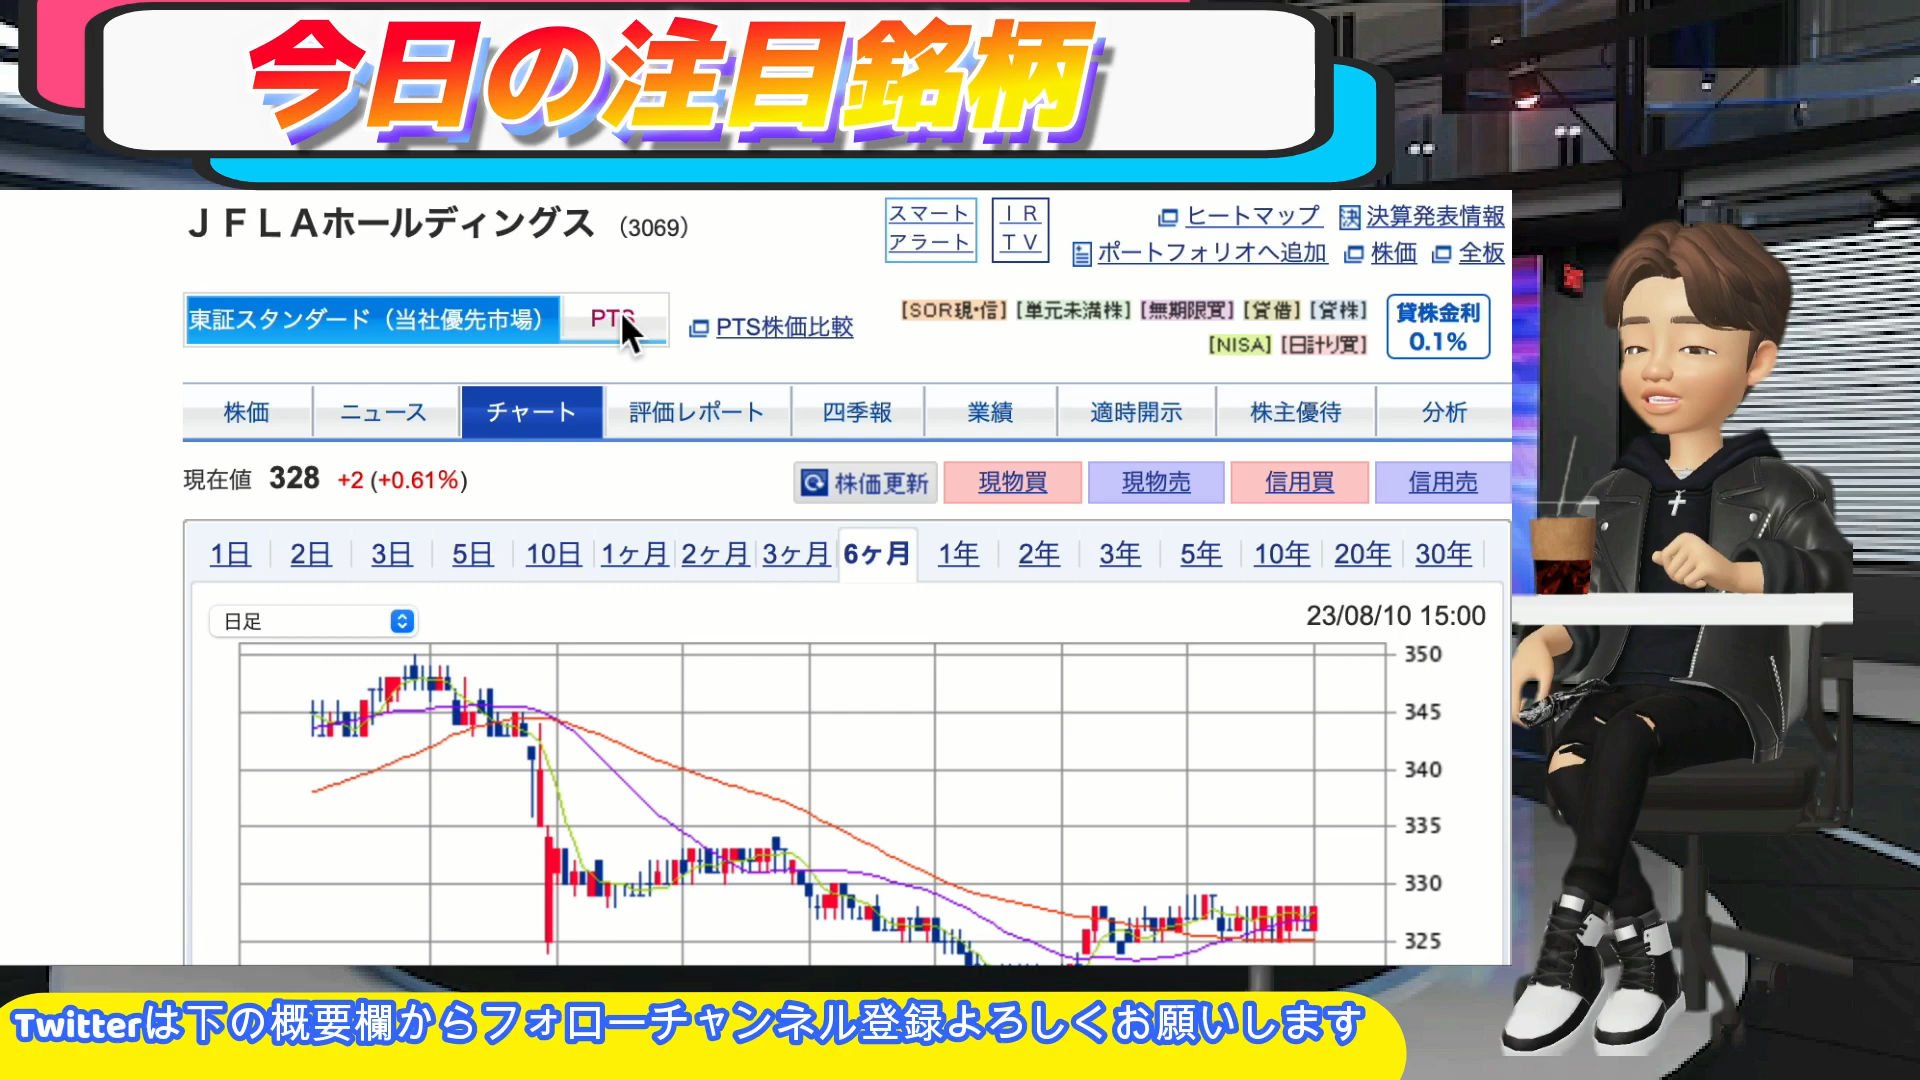 今日の注目銘柄
ＪＦＬＡホールディングス （3069）
スマートアラート
ＩＲＴＶ
ヒートマップ 決 決算発表情報
ポートフォリオへ追加 株価 全板
東証スタンダード（当社優先市場） PTS
PTS株価比較
[SOR現・信] [単元未満株] [無期限買] [貸借] [貸株]
[NISA] [日計り買]
貸株金利
0.1%
株価 ニュース チャート 評価レポート 四季報 業績 適時開示 株主優待 分析
現在値 328 +2 (+0.61%)
株価更新 現物買 現物売 信用買 信用売
1日 2日 3日 5日 10日 1ヶ月 2ヶ月 3ヶ月 6ヶ月 1年 2年 3年 5年 10年 20年 30年
日足
23/08/10 15:00
350
345
340
335
330
325
Twitterは下の概要欄からフォローチャンネル登録よろしくお願いします